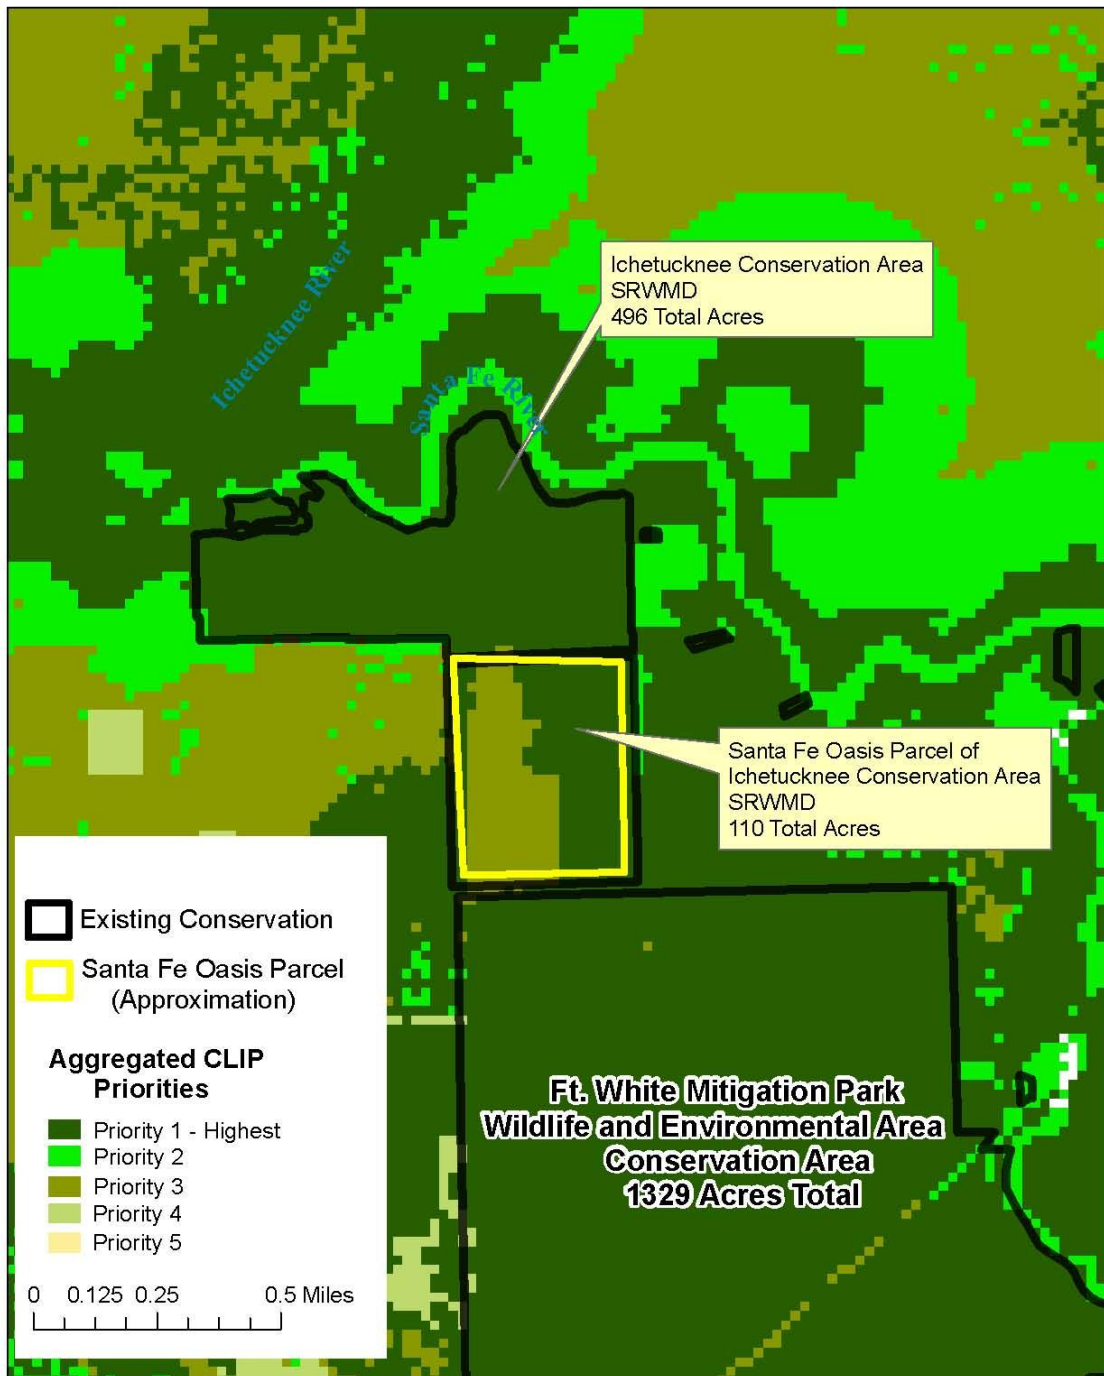 Ichetucknee Conservation Area
SRWMD
496 Total Acres
Ichetucknee River
Santa Fe River
Santa Fe Oasis Parcel of
Ichetucknee Conservation Area
SRWMD
110 Total Acres
Existing Conservation
Santa Fe Oasis Parcel
(Approximation)
Aggregated CLIP
Priorities
Priority 1 - Highest
Priority 2
Priority 3
Priority 4
Priority 5
0 0.125 0.25 0.5 Miles
Ft. White Mitigation Park
Wildlife and Environmental Area
Conservation Area
1329 Acres Total